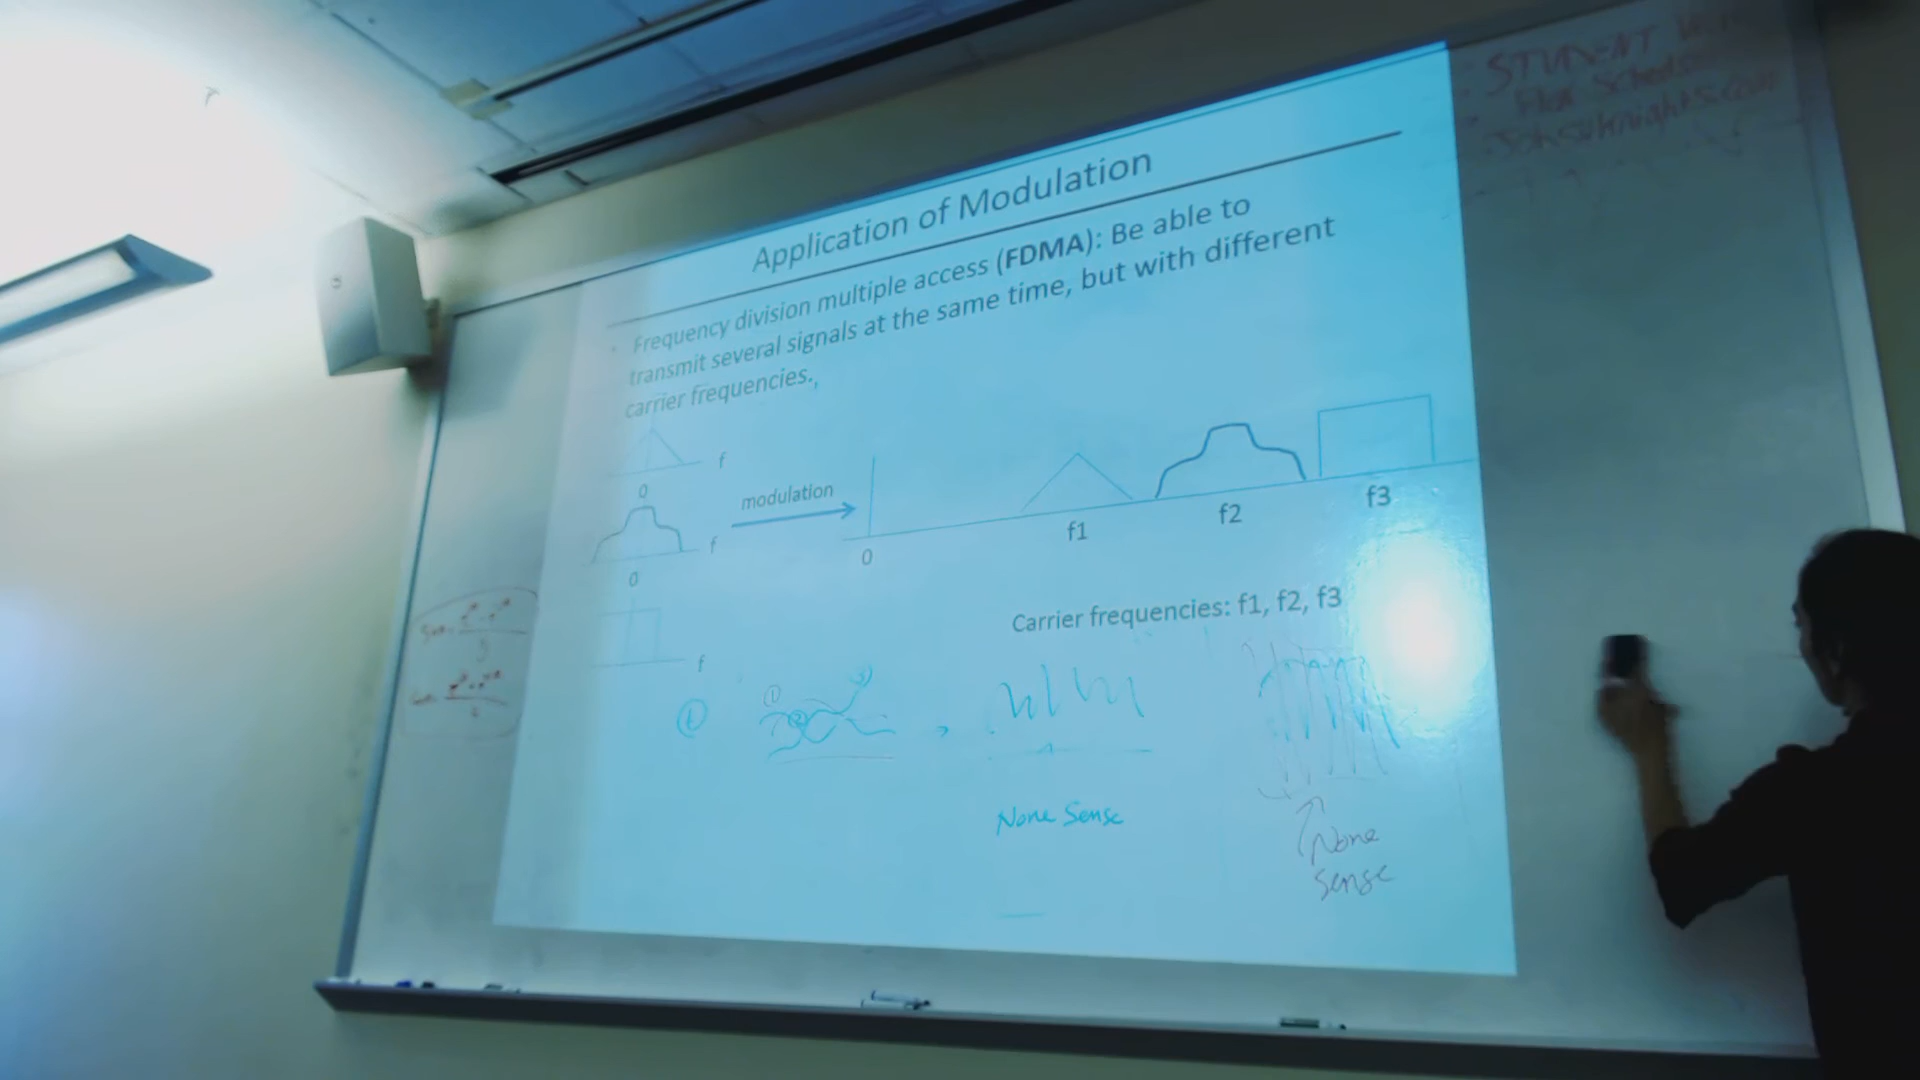 Application of Modulation
Frequency division multiple access (FDMA): Be able to
transmit several signals at the same time, but with different
carrier frequencies.,
f
0
modulation
f
0
f
0
f1
f2
f3
Carrier frequencies: f1, f2, f3
None Sense
None
sense
STUDENT